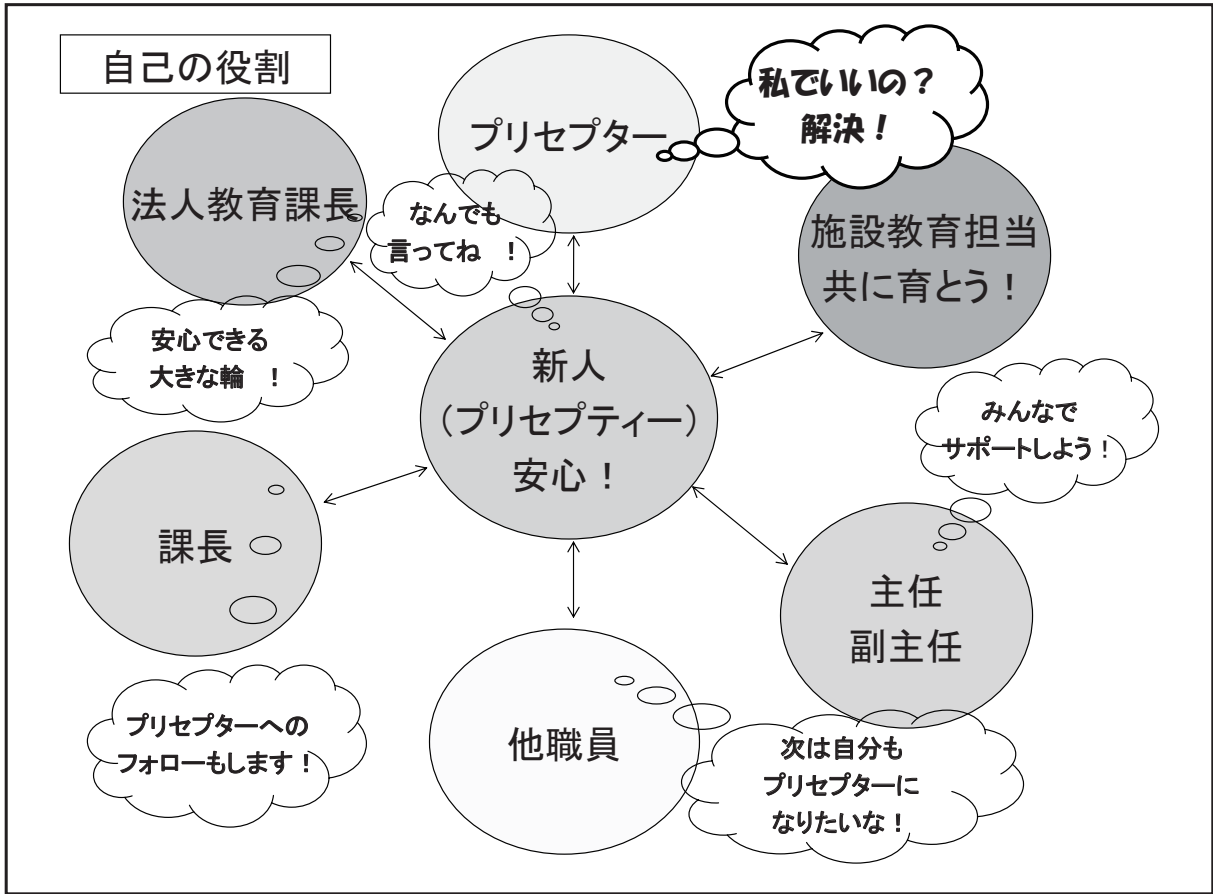 自己の役割
プリセプター
私でいいの？
解決！
法人教育課長
なんでも
言ってね　！
施設教育担当
共に育とう！
安心できる
大きな輪　！
新人
（プリセプティー）
安心！
みんなで
サポートしよう！
課長
主任
副主任
プリセプターへの
フォローもします！
他職員
次は自分も
プリセプターに
なりたいな！